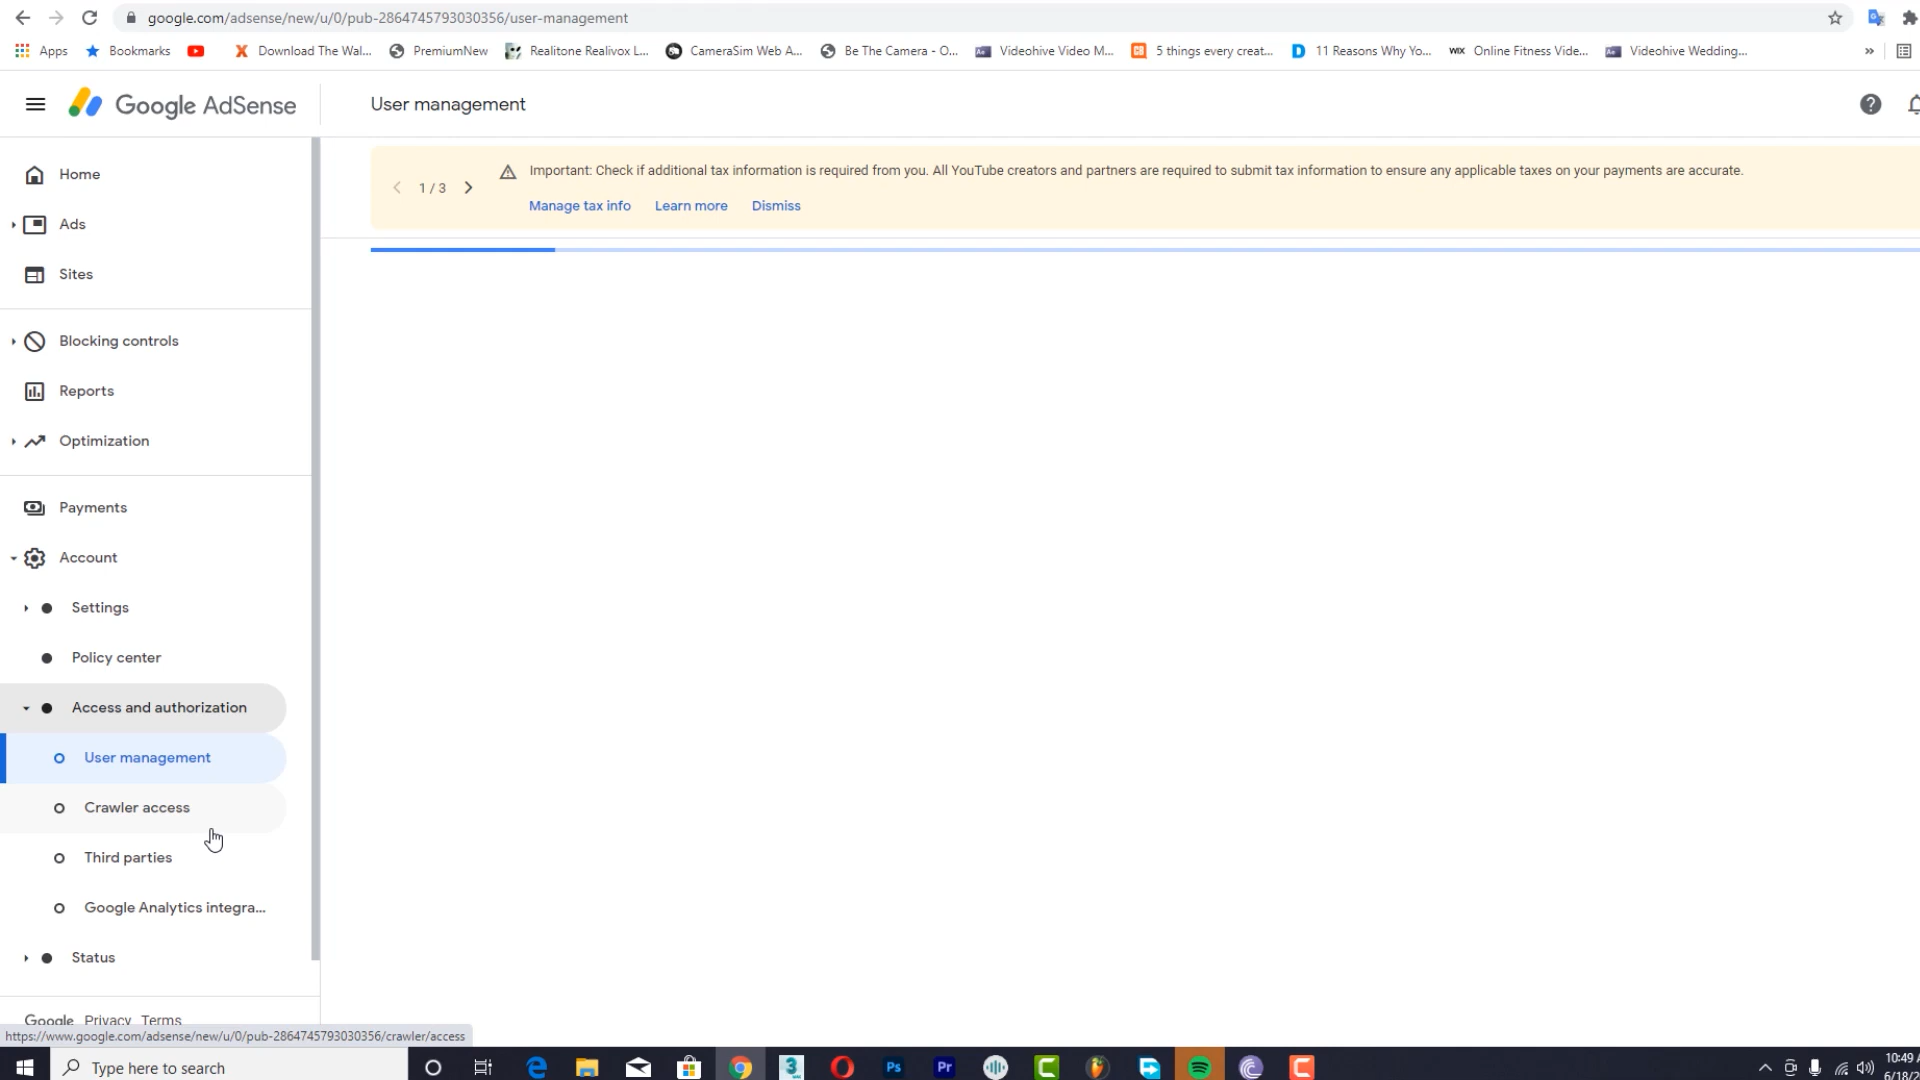 google.com/adsense/new/u/0/pub-2864745793030356/user-management
Apps
Bookmarks
Download The Wal...
PremiumNew
Realitone Realivox L...
CameraSim Web A...
Be The Camera - O...
Videohive Video M...
5 things every creat...
11 Reasons Why Yo...
WIX
Online Fitness Vide...
Videohive Wedding...
»
Google AdSense
User management
Home
Ads
Sites
Blocking controls
Reports
Optimization
Payments
Account
Settings
Policy center
Access and authorization
User management
Crawler access
Third parties
Google Analytics integra...
Status
Google Privacy Terms
1 / 3
Important: Check if additional tax information is required from you. All YouTube creators and partners are required to submit tax information to ensure any applicable taxes on your payments are accurate.
Manage tax info Learn more Dismiss
https://www.google.com/adsense/new/u/0/pub-2864745793030356/crawler/access
Type here to search
Ps
Pr
10:49
6/18/2